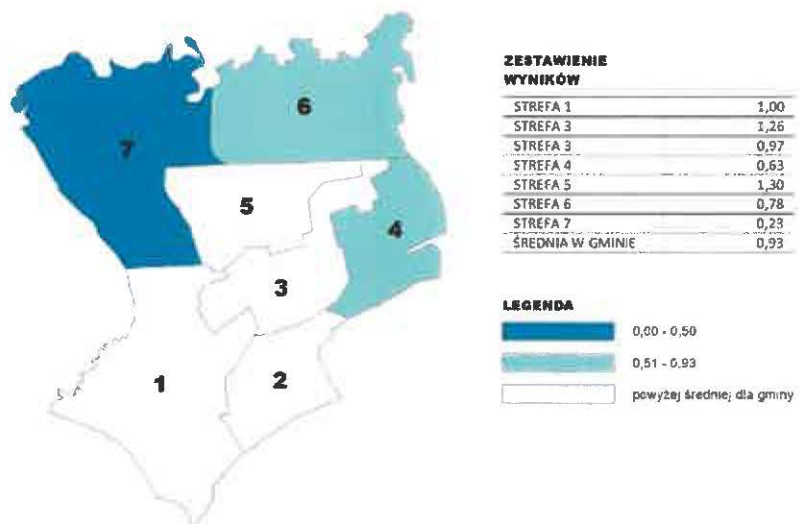 7
6
5
4
3
1
2
ZESTAWIENIE
WYNIKÓW
STREFA 1 1,00
STREFA 3 1,26
STREFA 3 0,97
STREFA 4 0,63
STREFA 5 1,30
STREFA 6 0,78
STREFA 7 0,23
ŚREDNIA W GMINIE 0,93
LEGENDA
0,00 - 0,50
0,51 - 0,93
powyżej średniej dla gminy